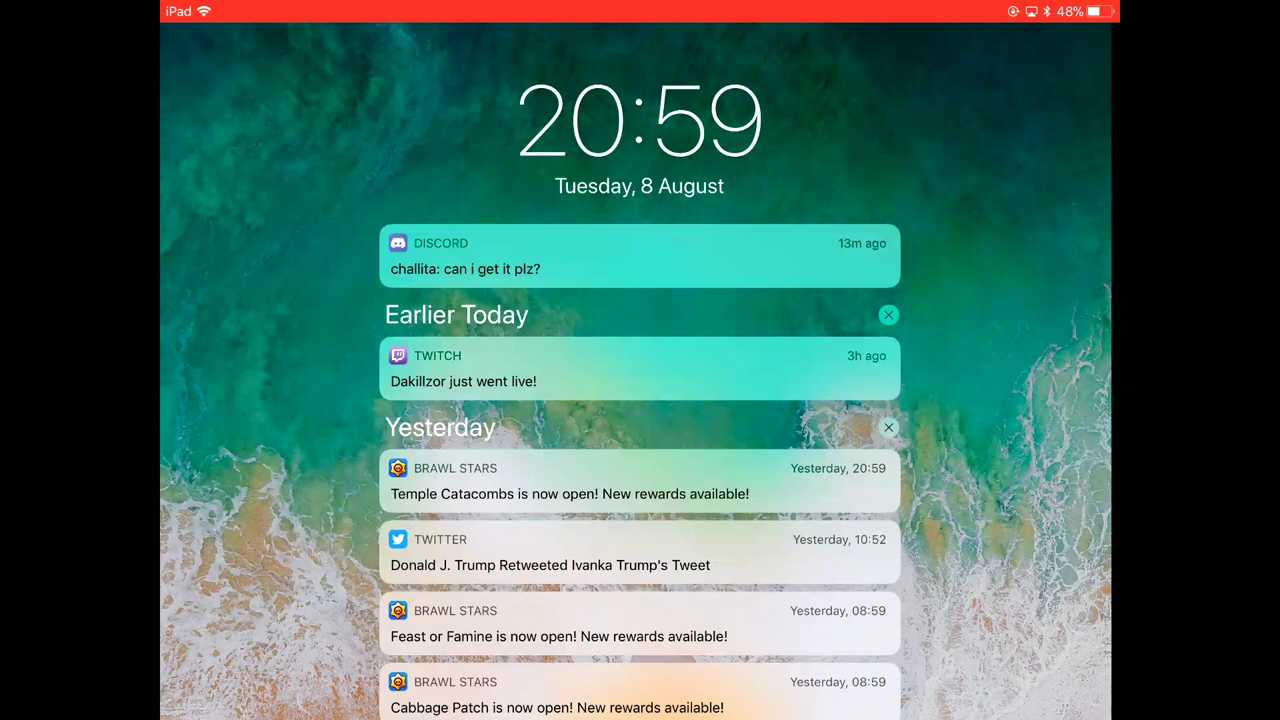 iPad 48%
20:59
Tuesday, 8 August
DISCORD 13m ago
challita: can i get it plz?
Earlier Today
TWITCH 3h ago
Dakillzor just went live!
Yesterday
BRAWL STARS Yesterday, 20:59
Temple Catacombs is now open! New rewards available!
TWITTER Yesterday, 10:52
Donald J. Trump Retweeted Ivanka Trump's Tweet
BRAWL STARS Yesterday, 08:59
Feast or Famine is now open! New rewards available!
BRAWL STARS Yesterday, 08:59
Cabbage Patch is now open! New rewards available!